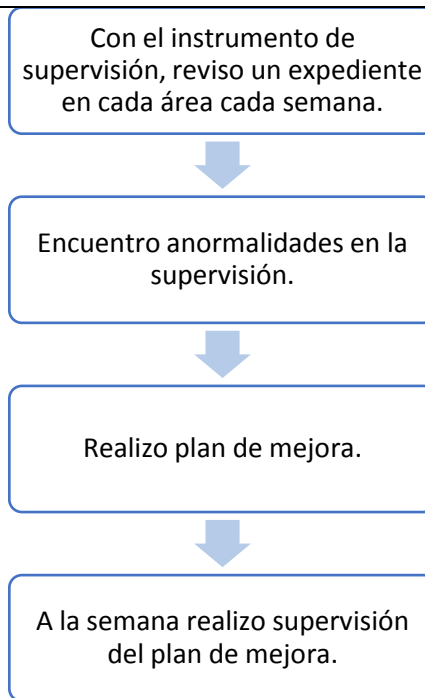 Con el instrumento de
supervisión, reviso un expediente
en cada área cada semana.
Encuentro anormalidades en la
supervisión.
Realizo plan de mejora.
A la semana realizo supervisión
del plan de mejora.